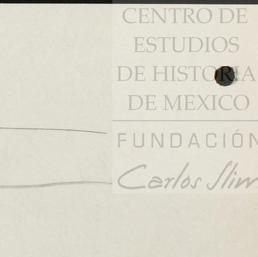 CENTRO DE
ESTUDIOS
DE HISTORIA
DE MEXICO
FUNDACIÓN
Carlos Slim